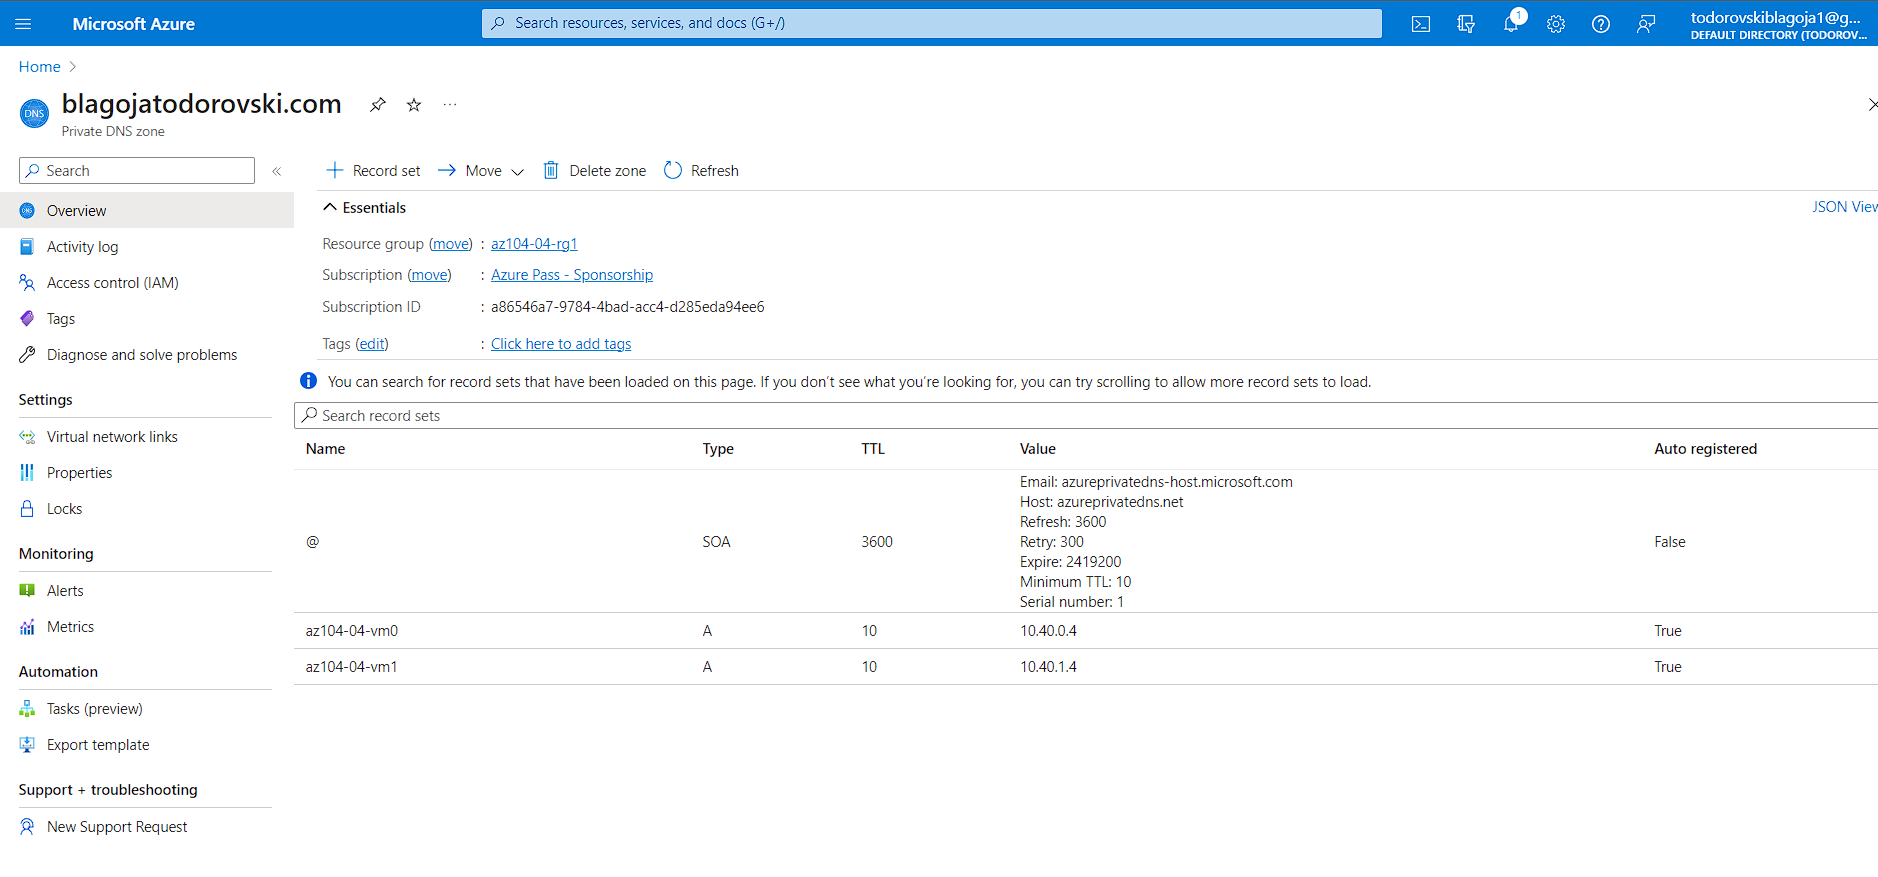 Microsoft Azure
Search resources, services, and docs (G+/)
1
todorovskiblagoja1@g...
DEFAULT DIRECTORY (TODOROV...
Home
DNS
blagojatodorovski.com
...
Private DNS zone
Search
Record set
Move
Delete zone
Refresh
Overview
Activity log
Access control (IAM)
Tags
Diagnose and solve problems
Settings
Virtual network links
Properties
Locks
Monitoring
Alerts
Metrics
Automation
Tasks (preview)
Export template
Support + troubleshooting
New Support Request
Essentials
JSON View
Resource group (move) : az104-04-rg1
Subscription (move) : Azure Pass - Sponsorship
Subscription ID : a86546a7-9784-4bad-acc4-d285eda94ee6
Tags (edit) : Click here to add tags
You can search for record sets that have been loaded on this page. If you don't see what you're looking for, you can try scrolling to allow more record sets to load.
Search record sets
Name Type TTL Value Auto registered
Email: azureprivatedns-host.microsoft.com
Host: azureprivatedns.net
Refresh: 3600
@ SOA 3600 Retry: 300 False
Expire: 2419200
Minimum TTL: 10
Serial number: 1
az104-04-vm0 A 10 10.40.0.4 True
az104-04-vm1 A 10 10.40.1.4 True